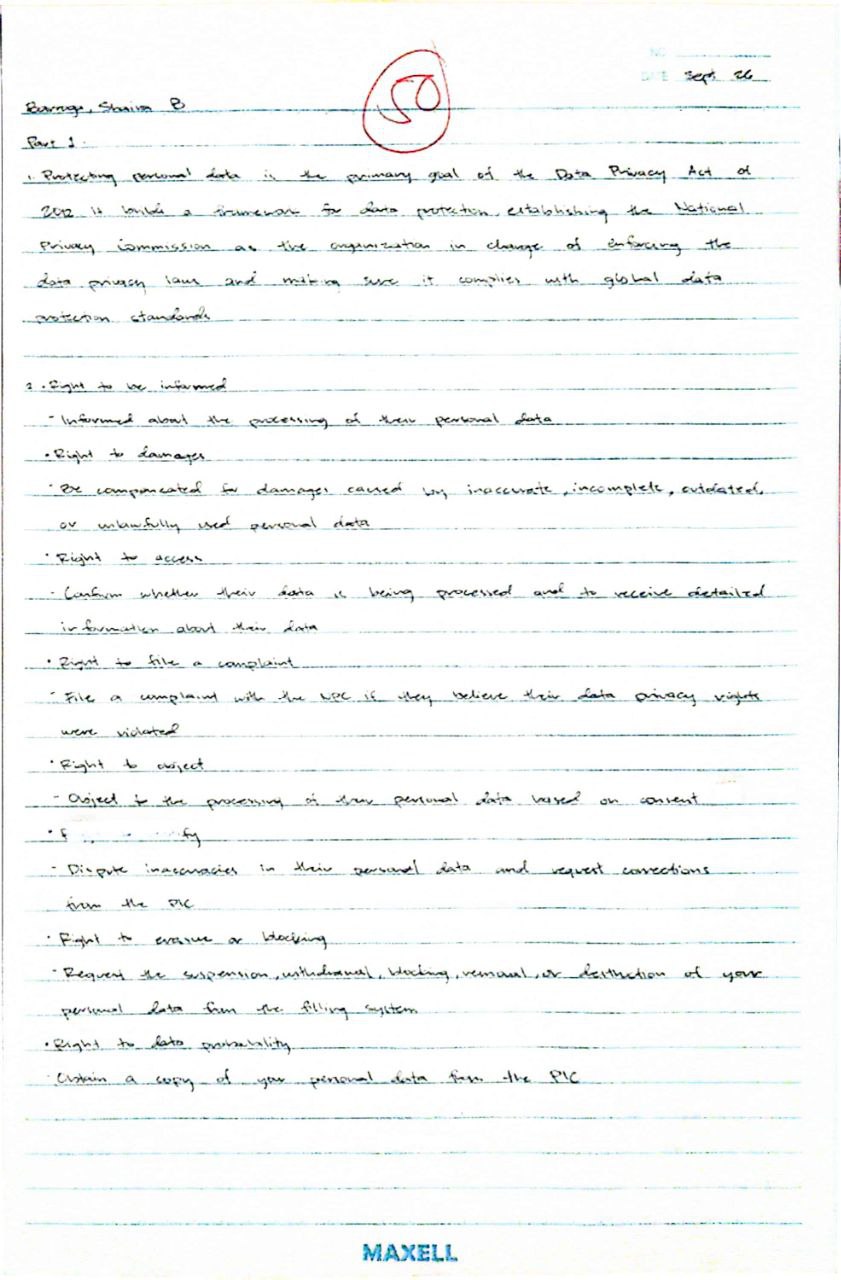 NO.
DATE Sept 26
50
Barroga, Shaira B
Part 1.
1. Protecting personal data is the primary goal of the Data Privacy Act of
2012 It builds a framework for data protection, establishing the National
Privacy Commission as the organization in charge of enforcing the
data privacy laws and making sure it complies with global data
protection standards
2. Right to be informed
- Informed about the processing of their personal data
• Right to damages
- Be compensated for damages caused by inaccurate, incomplete, outdated,
or unlawfully used personal data
• Right to access
- Confirm whether their data is being processed and to receive detailed
information about their data
• Right to file a complaint
- File a complaint with the NPC if they believe their data privacy rights
were violated
• Right to object
- Object to the processing of their personal data based on consent
- Dispute inaccuracies in their personal data and request corrections
from the PIC
• Right to erasure or blocking
- Request the suspension, withdrawal, blocking, removal, or destruction of your
personal data from the filling system
• Right to data probability
- Obtain a copy of your personal data from the PIC
MAXELL